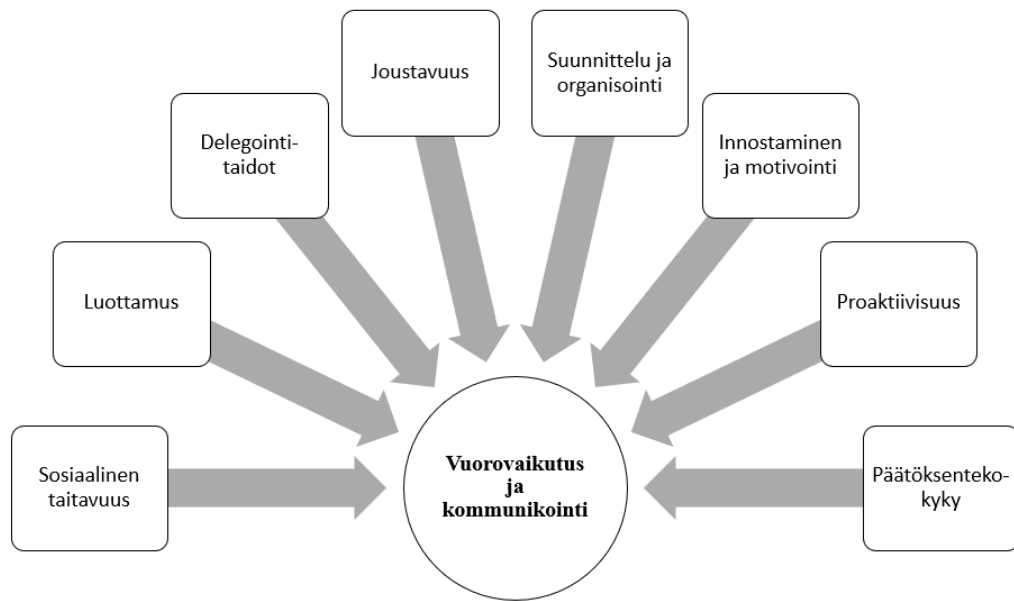 Joustavuus
Suunnittelu ja
organisointi
Delegointi-
taidot
Innostaminen
ja motivointi
Luottamus
Proaktiivisuus
Sosiaalinen
taitavuus
Vuorovaikutus
ja
kommunikointi
Päätöksenteko-
kyky